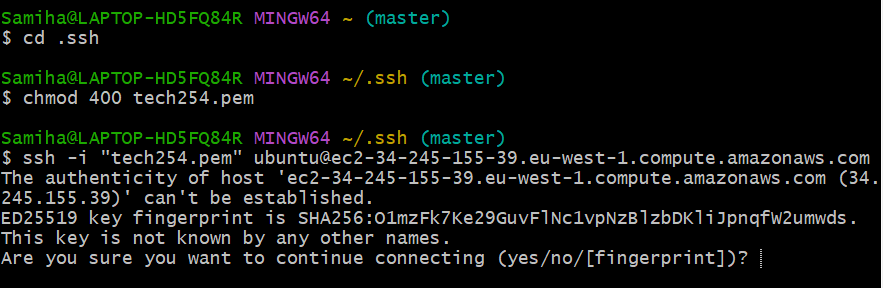 Samiha@LAPTOP-HD5FQ84R MINGW64 ~ (master)
$ cd .ssh
Samiha@LAPTOP-HD5FQ84R MINGW64 ~/.ssh (master)
$ chmod 400 tech254.pem
Samiha@LAPTOP-HD5FQ84R MINGW64 ~/.ssh (master)
$ ssh -i "tech254.pem" ubuntu@ec2-34-245-155-39.eu-west-1.compute.amazonaws.com
The authenticity of host 'ec2-34-245-155-39.eu-west-1.compute.amazonaws.com (34.
245.155.39)' can't be established.
ED25519 key fingerprint is SHA256:O1mzFk7Ke29GuvFlNc1vpNzBlzbDKliJpnqfW2umwds.
This key is not known by any other names.
Are you sure you want to continue connecting (yes/no/[fingerprint])?